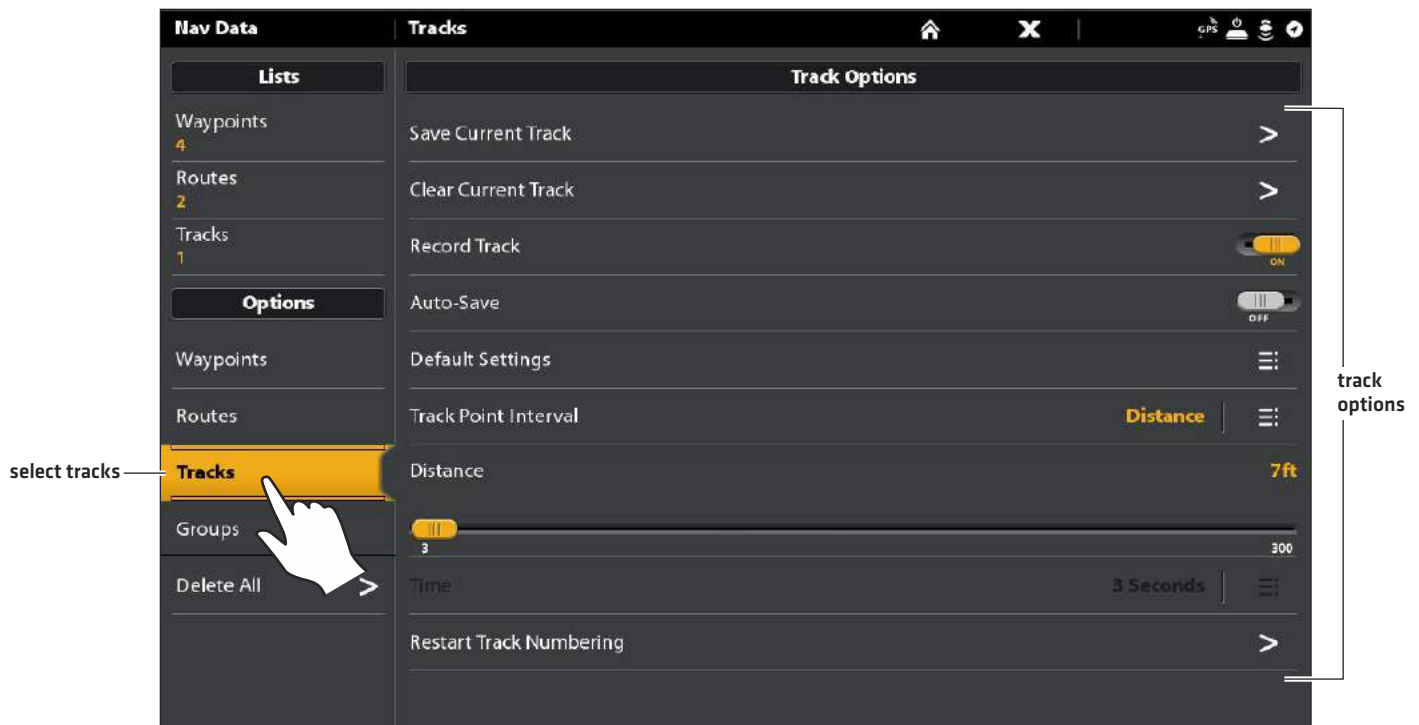 Nav Data
Tracks
GPS
Lists
Waypoints
4
Routes
2
Tracks
1
Options
Waypoints
Routes
select tracks
Tracks
Groups
Delete All
Track Options
Save Current Track
Clear Current Track
Record Track
ON
Auto-Save
OFF
Default Settings
Track Point Interval
Distance
Distance
7ft
3
300
Time
3 Seconds
Restart Track Numbering
track
options